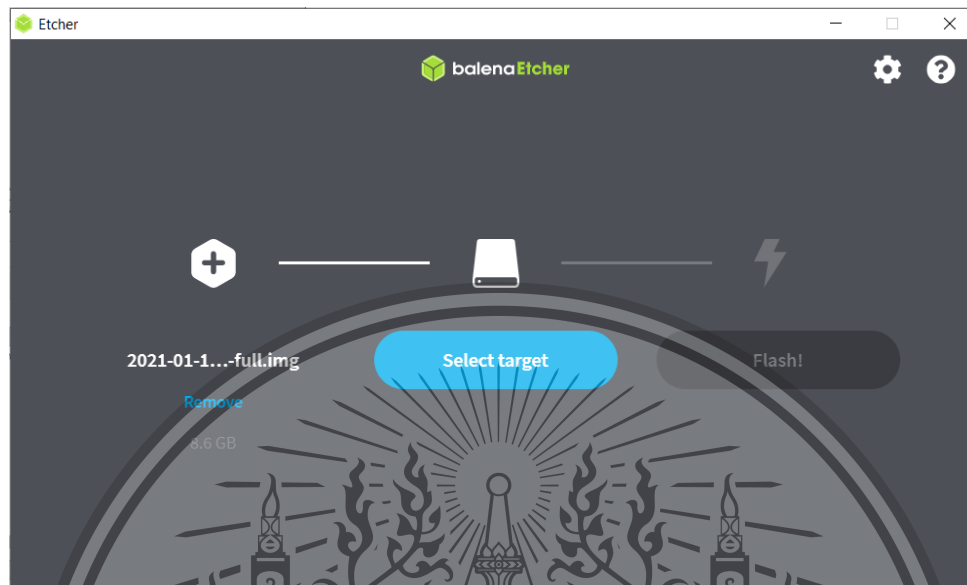 Etcher
balenaEtcher
2021-01-1...-full.img
Select target
Flash!
Remove
8.6 GB